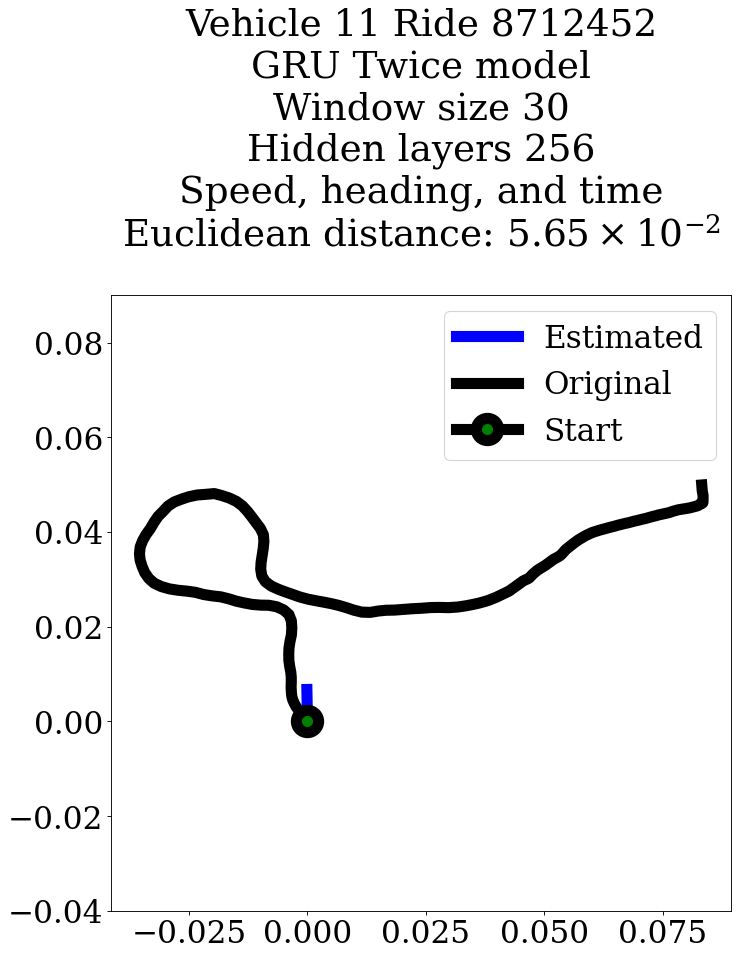 Vehicle 11 Ride 8712452
GRU Twice model
Window size 30
Hidden layers 256
Speed, heading, and time
Euclidean distance: 5.65 × 10⁻²
Estimated
Original
Start
0.08
0.06
0.04
0.02
0.00
−0.02
−0.04
−0.025 0.000 0.025 0.050 0.075